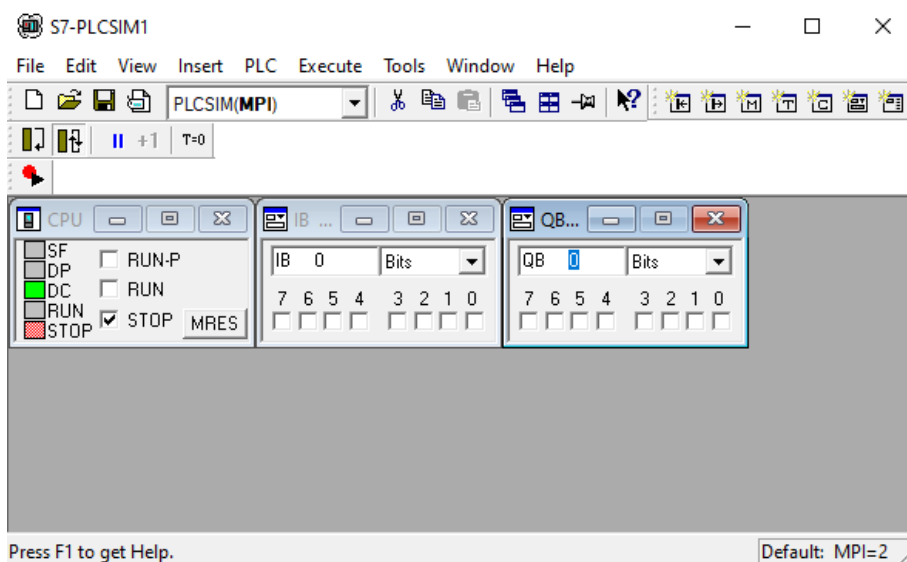 S7-PLCSIM1
File Edit View Insert PLC Execute Tools Window Help
PLCSIM(MPI)
+1 T=0
CPU IB ... QB...
SF
DP
DC
RUN
STOP
RUN-P
RUN
STOP MRES
IB 0 Bits
7 6 5 4 3 2 1 0
QB 0 Bits
7 6 5 4 3 2 1 0
Press F1 to get Help. Default: MPI=2